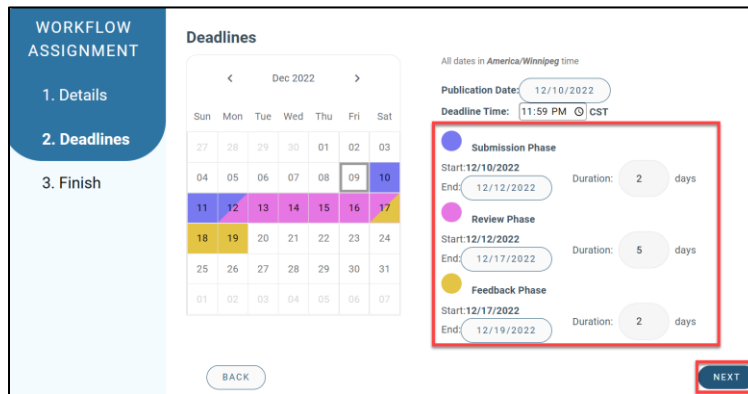 WORKFLOW
ASSIGNMENT
1. Details
2. Deadlines
3. Finish
Deadlines
< Dec 2022 >
Sun Mon Tue Wed Thu Fri Sat
27 28 29 30 01 02 03
04 05 06 07 08 09 10
11 12 13 14 15 16 17
18 19 20 21 22 23 24
25 26 27 28 29 30 31
01 02 03 04 05 06 07
All dates in America/Winnipeg time
Publication Date: 12/10/2022
Deadline Time: 11:59 PM CST
Submission Phase
Start:12/10/2022
End: 12/12/2022 Duration: 2 days
Review Phase
Start:12/12/2022
End: 12/17/2022 Duration: 5 days
Feedback Phase
Start:12/17/2022
End: 12/19/2022 Duration: 2 days
BACK
NEXT